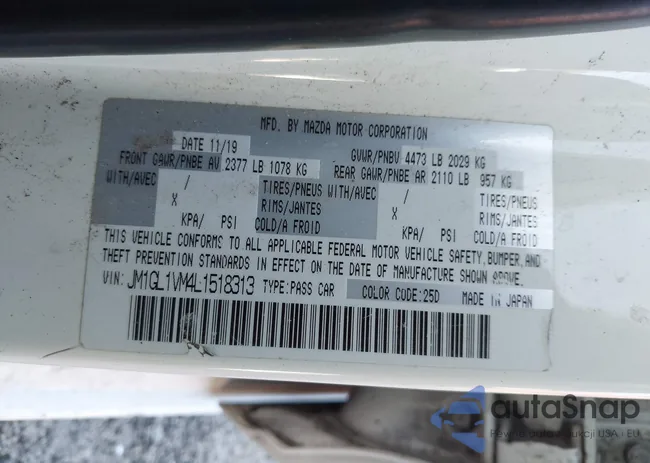 MFD. BY MAZDA MOTOR CORPORATION
DATE 11/19 GVWR/PNBV 4473 LB 2029 KG
FRONT GAWR/PNBE AV 2377 LB 1078 KG REAR GAWR/PNBE AR 2110 LB 957 KG
WITH/AVEC / TIRES/PNEUS WITH/AVEC / TIRES/PNEUS
X RIMS/JANTES X RIMS/JANTES
KPA/ PSI COLD/A FROID KPA/ PSI COLD/A FROID
THIS VEHICLE CONFORMS TO ALL APPLICABLE FEDERAL MOTOR VEHICLE SAFETY, BUMPER, AND
THEFT PREVENTION STANDARDS IN EFFECT ON THE DATE OF MANUFACTURE SHOWN ABOVE.
VIN: JM1GL1VM4L1518313 TYPE:PASS CAR COLOR CODE:25D MADE IN JAPAN
autoSnap
USA i EU